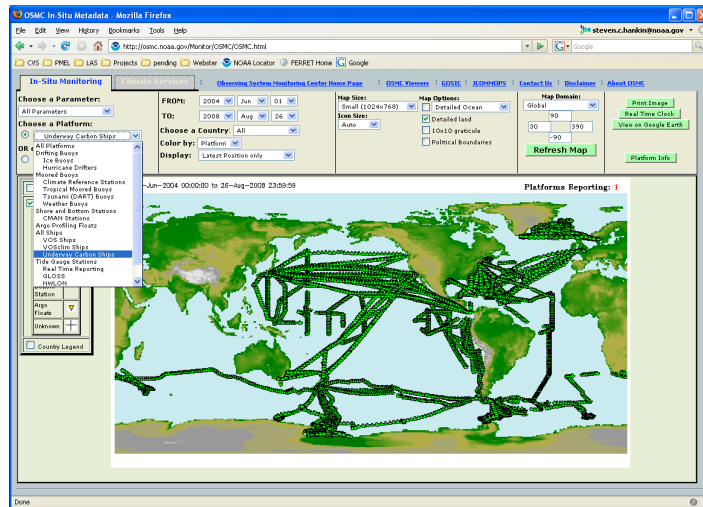 OSMC In-Situ Metadata - Mozilla Firefox
File Edit View History Bookmarks Tools Help
steven.c.hankin@noaa.gov
http://osmc.noaa.gov/Monitor/OSMC/OSMC.html
Google
CVS PMEL LAS Projects pending Webster NOAA Locator FERRET Home Google
In-Situ Monitoring Climate Services Observing System Monitoring Center Home Page OSMC Viewers GOSIC JCOMMOPS Contact Us Disclaimer About OSMC
Choose a Parameter:
All Parameters
Choose a Platform:
Underway Carbon Ships
OR
All Platforms
Drifting Buoys
Ice Buoys
Hurricane Drifters
Moored Buoys
Climate Reference Stations
Tropical Moored Buoys
Tsunami (DART) Buoys
Weather Buoys
Shore and Bottom Stations
CMAN Stations
Argo Profiling Floats
All Ships
VOS Ships
VOSclim Ships
Underway Carbon Ships
Tide Gauge Stations
Real Time Reporting
GLOSS
NWLON
FROM: 2004 Jun 01
TO: 2008 Aug 26
Choose a Country: All
Color by: Platform
Display: Latest Position only
Map Size:
Small (1024x768)
Icon Size:
Auto
Map Options:
Detailed Ocean
Detailed land
10x10 graticule
Political Boundaries
Map Domain:
Global
90
30 390
-90
Refresh Map
Print Image
Real Time Clock
View on Google Earth
Platform Info
-Jun-2004 00:00:00 to 26-Aug-2008 23:59:59
Platforms Reporting: 1
Station
Argo
Floats
Unknown
Country Legend
Done